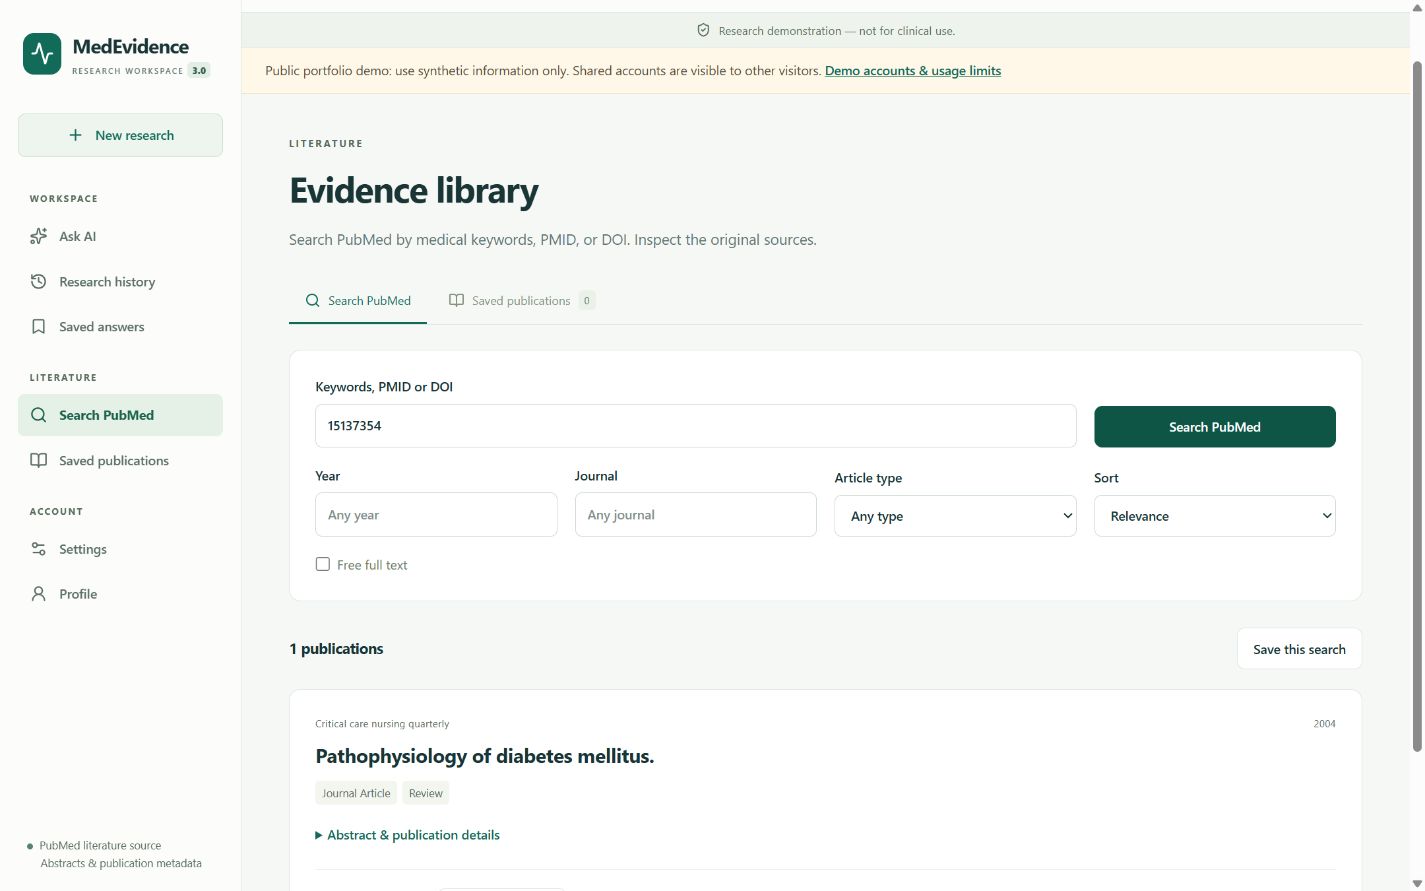 MedEvidence
RESEARCH WORKSPACE 3.0
New research
WORKSPACE
Ask AI
Research history
Saved answers
LITERATURE
Search PubMed
Saved publications
ACCOUNT
Settings
Profile
PubMed literature source
Abstracts & publication metadata
Research demonstration — not for clinical use.
Public portfolio demo: use synthetic information only. Shared accounts are visible to other visitors. Demo accounts & usage limits
LITERATURE
Evidence library
Search PubMed by medical keywords, PMID, or DOI. Inspect the original sources.
Search PubMed Saved publications 0
Keywords, PMID or DOI
15137354 Search PubMed
Year Journal Article type Sort
Any year Any journal Any type Relevance
Free full text
1 publications Save this search
Critical care nursing quarterly 2004
Pathophysiology of diabetes mellitus.
Journal Article Review
Abstract & publication details